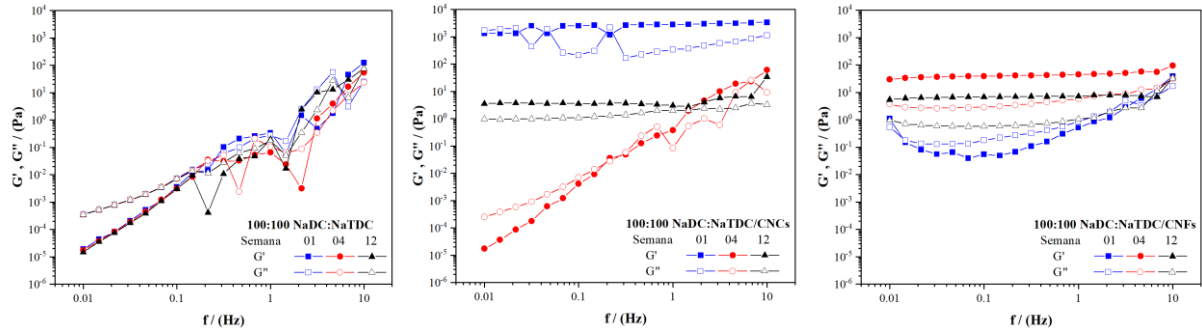 G', G'' / (Pa)
10⁴
10³
10²
10¹
10⁰
10⁻¹
10⁻²
10⁻³
10⁻⁴
10⁻⁵
10⁻⁶
100:100 NaDC:NaTDC
Semana 01 04 12
G'
G''
0.01 0.1 1 10
f / (Hz)
G', G'' / (Pa)
10⁴
10³
10²
10¹
10⁰
10⁻¹
10⁻²
10⁻³
10⁻⁴
10⁻⁵
10⁻⁶
100:100 NaDC:NaTDC/CNCs
Semana 01 04 12
G'
G''
0.01 0.1 1 10
f / (Hz)
G', G'' / (Pa)
10⁴
10³
10²
10¹
10⁰
10⁻¹
10⁻²
10⁻³
10⁻⁴
10⁻⁵
10⁻⁶
100:100 NaDC:NaTDC/CNFs
Semana 01 04 12
G'
G''
0.01 0.1 1 10
f / (Hz)